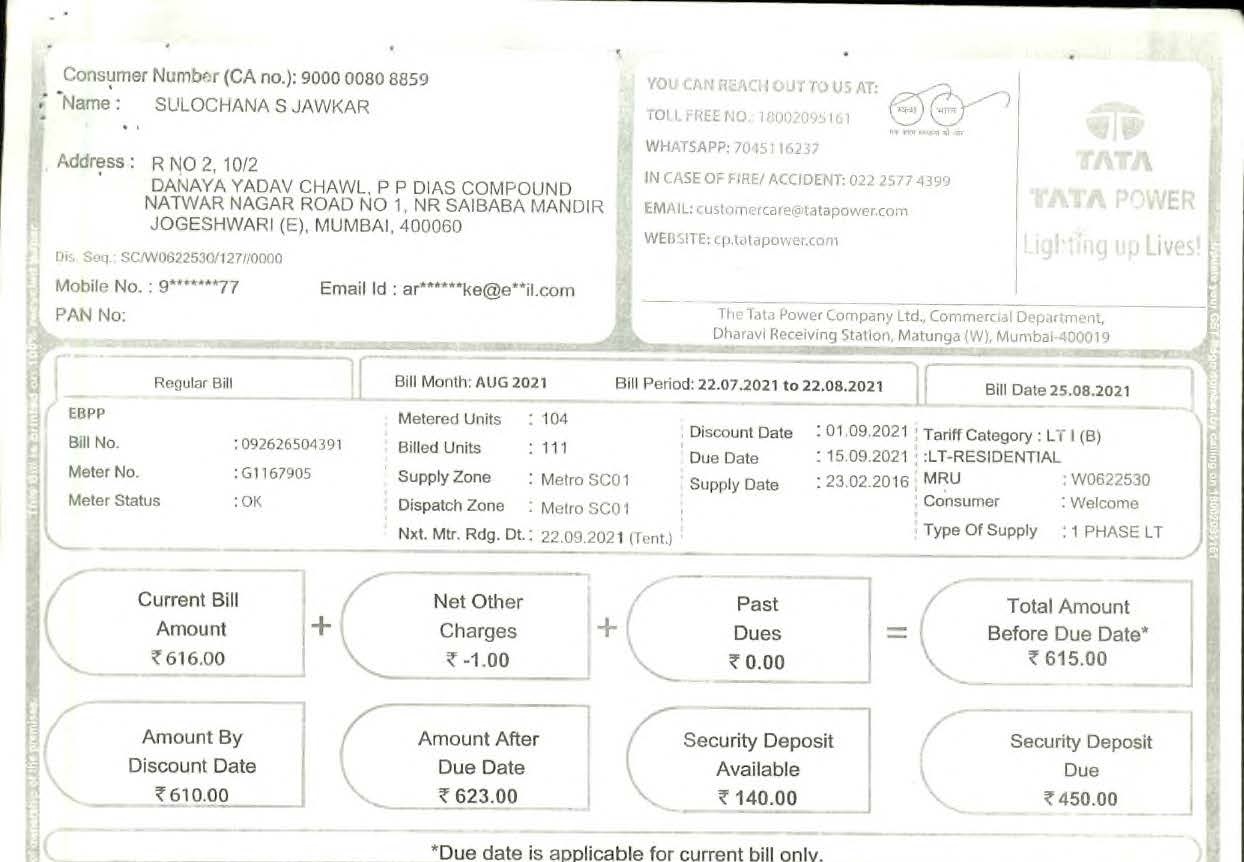 Consumer Number (CA no.): 9000 0080 8859
Name : SULOCHANA S JAWKAR
Address : R NO 2, 10/2
DANAYA YADAV CHAWL, P P DIAS COMPOUND
NATWAR NAGAR ROAD NO 1, NR SAIBABA MANDIR
JOGESHWARI (E), MUMBAI, 400060
Dis. Seq.: SC/W0622530/127//0000
Mobile No. : 9*******77 Email Id : ar******ke@e**il.com
PAN No:
YOU CAN REACH OUT TO US AT:
TOLL FREE NO.: 18002095161
WHATSAPP: 7045116237
IN CASE OF FIRE/ ACCIDENT: 022 2577 4399
EMAIL: customercare@tatapower.com
WEBSITE: cp.tatapower.com
स्वच्छ भारत
TATA
TATA POWER
Lighting up Lives!
The Tata Power Company Ltd., Commercial Department,
Dharavi Receiving Station, Matunga (W), Mumbai-400019
Regular Bill
Bill Month: AUG 2021 Bill Period: 22.07.2021 to 22.08.2021
Bill Date 25.08.2021
EBPP
Bill No. : 092626504391
Meter No. : G1167905
Meter Status : OK
Metered Units : 104
Billed Units : 111
Supply Zone : Metro SC01
Dispatch Zone : Metro SC01
Nxt. Mtr. Rdg. Dt. : 22.09.2021 (Tent.)
Discount Date : 01.09.2021
Due Date : 15.09.2021
Supply Date : 23.02.2016
Tariff Category : LT I (B)
:LT-RESIDENTIAL
MRU : W0622530
Consumer : Welcome
Type Of Supply : 1 PHASE LT
Current Bill
Amount
₹ 616.00
+
Net Other
Charges
₹ -1.00
+
Past
Dues
₹ 0.00
=
Total Amount
Before Due Date*
₹ 615.00
Amount By
Discount Date
₹ 610.00
Amount After
Due Date
₹ 623.00
Security Deposit
Available
₹ 140.00
Security Deposit
Due
₹ 450.00
*Due date is applicable for current bill only.